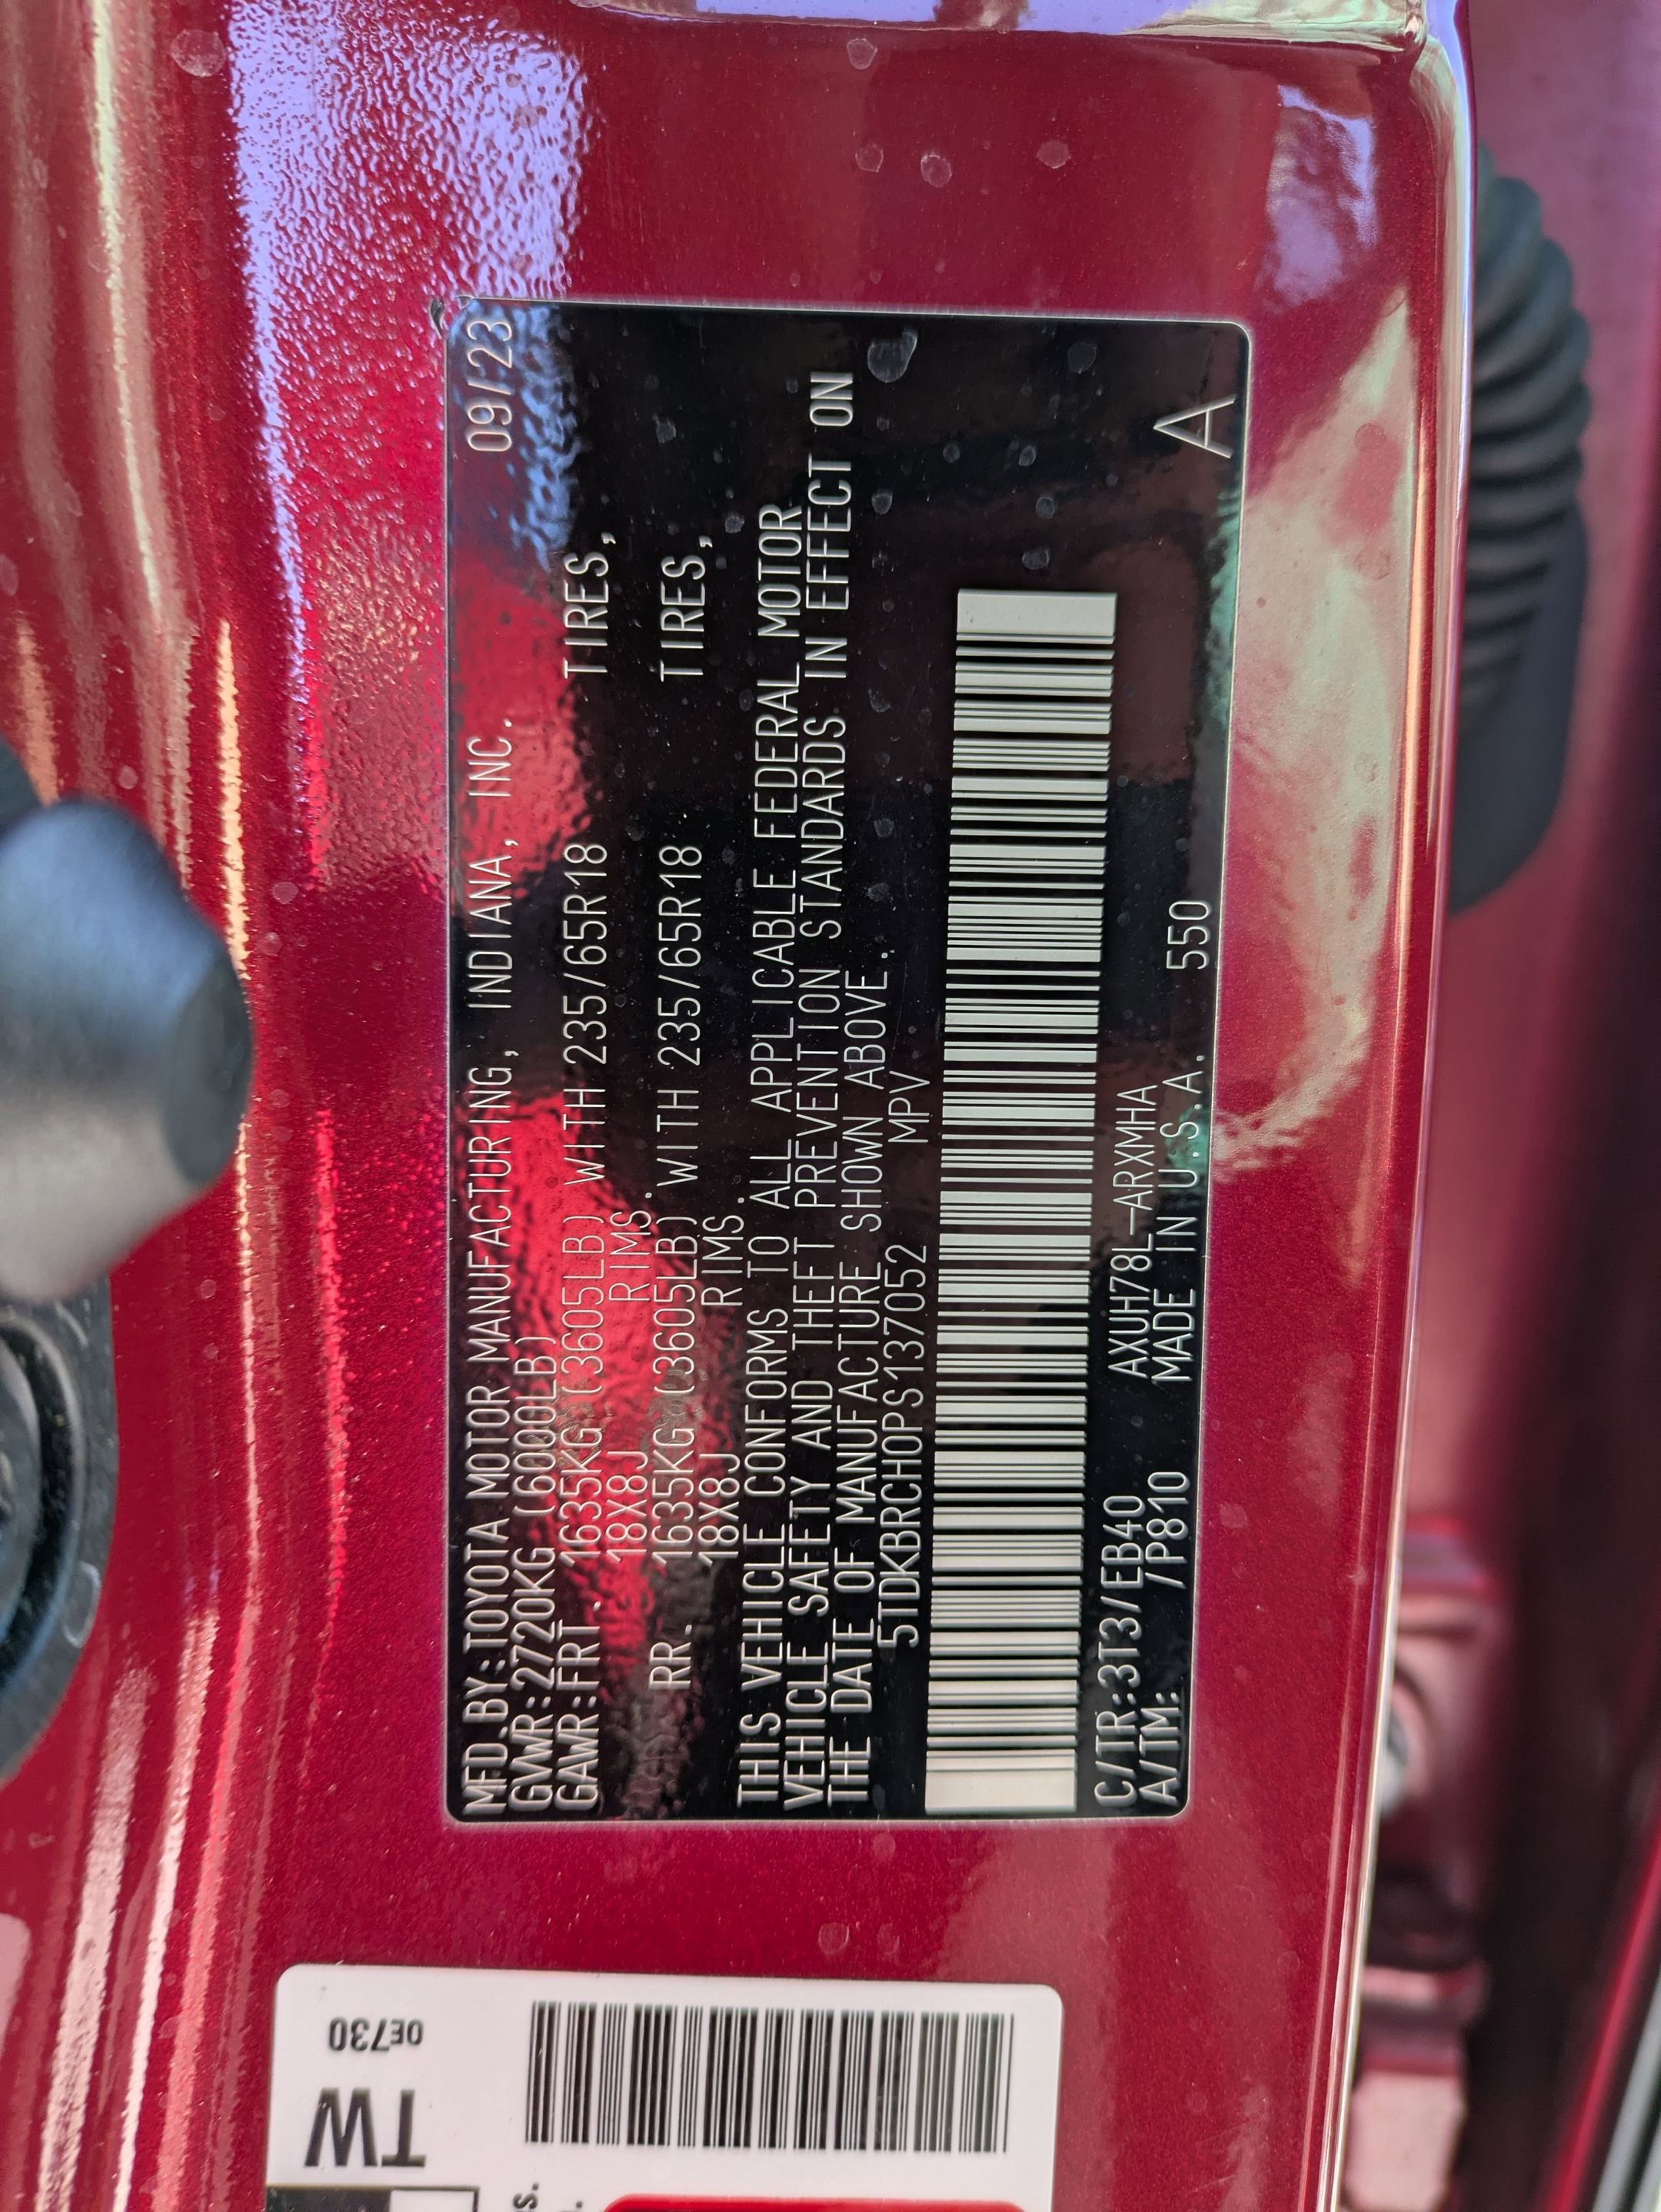 MFD.BY:TOYOTA MOTOR MANUFACTURING, INDIANA, INC. 09/23
GVWR:2720KG (6000LB)
GAWR:FRT. 1635KG(3605LB) WITH 235/65R18 TIRES,
18X8J RIMS.
RR. 1635KG(3605LB) WITH 235/65R18 TIRES,
18X8J RIMS.
THIS VEHICLE CONFORMS TO ALL APPLICABLE FEDERAL MOTOR
VEHICLE SAFETY AND THEFT PREVENTION STANDARDS IN EFFECT ON
THE DATE OF MANUFACTURE SHOWN ABOVE.
5TDKBRCH0PS137052 MPV
C/TR:3T3/EB40 AXUH78L-ARXMHA
A/TM: /P810 MADE IN U.S.A. 550 A
TW 0E730